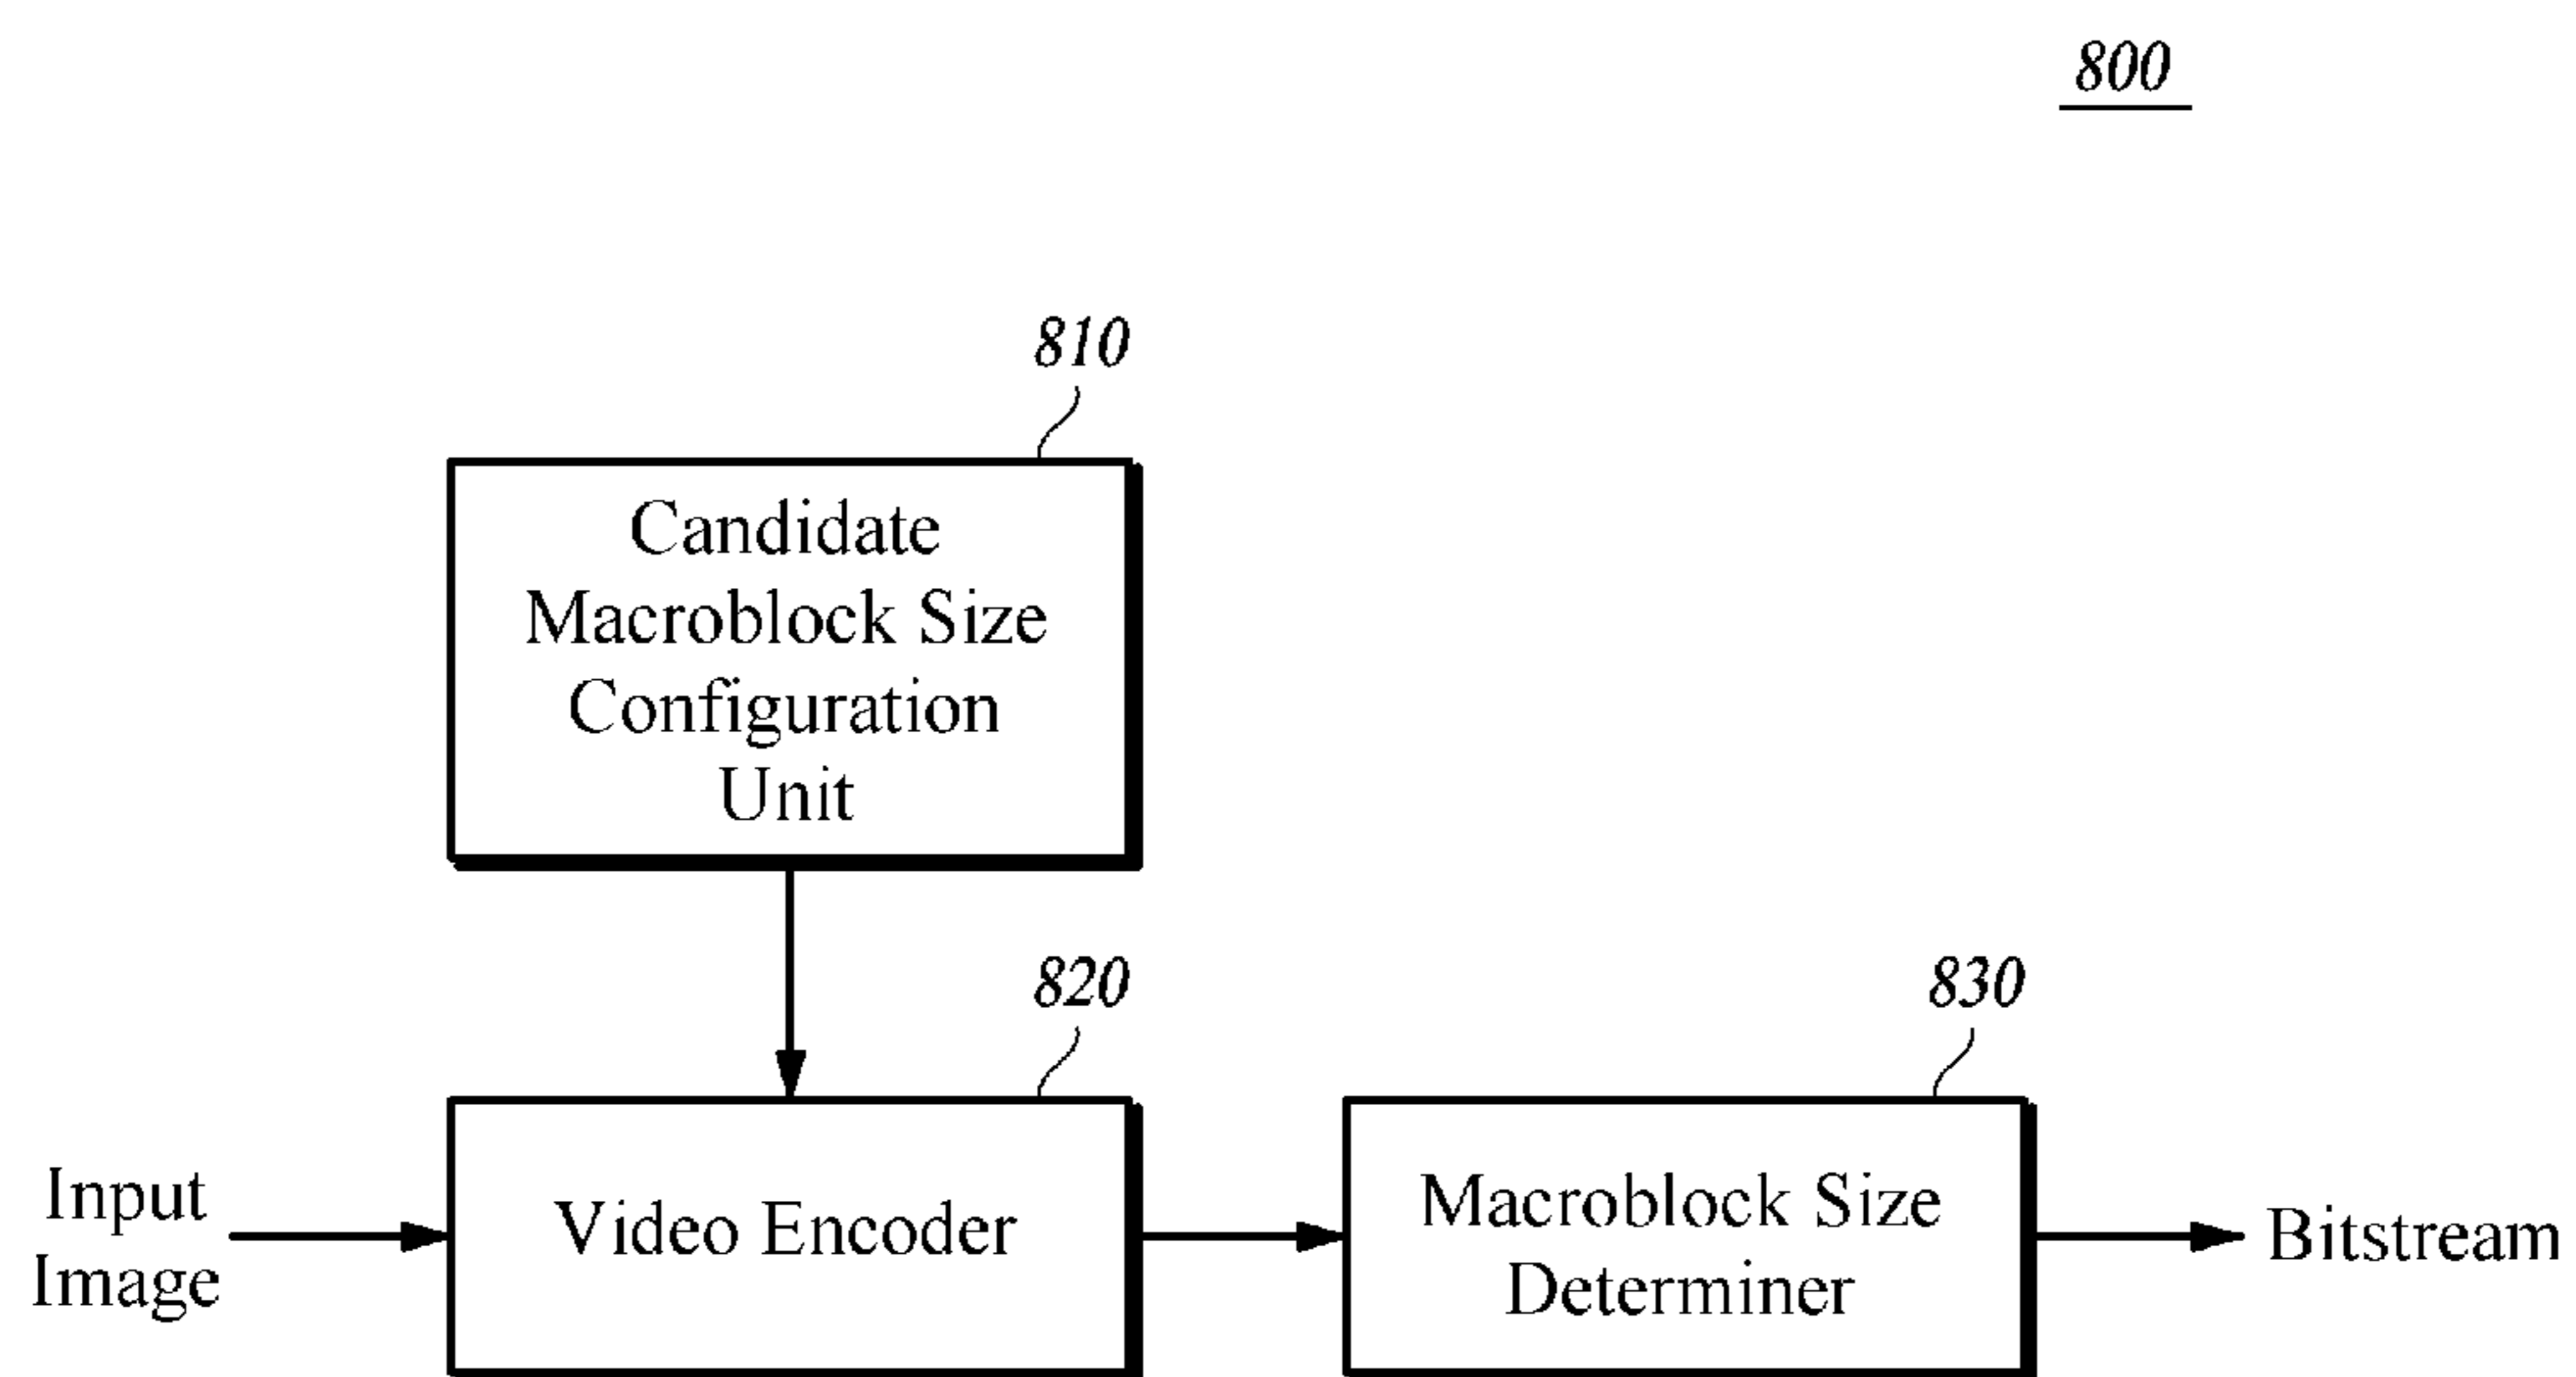 800
810
Candidate
Macroblock Size
Configuration
Unit
820
830
Input
Image
Video Encoder
Macroblock Size
Determiner
Bitstream